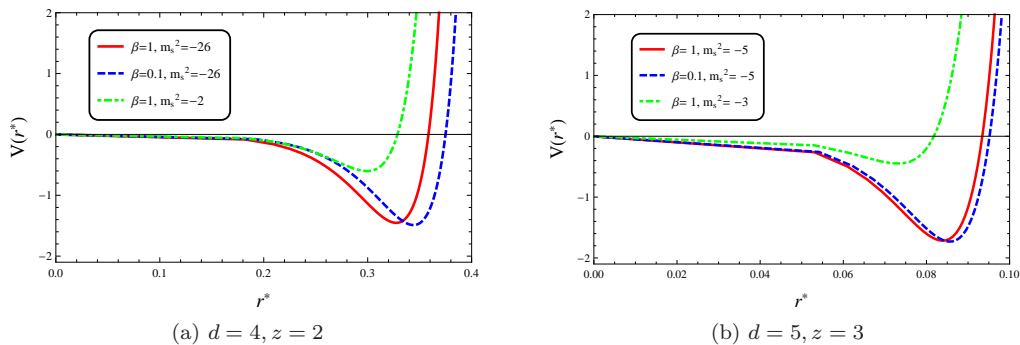 2
1
0
−1
−2
V(r*)
β=1, mₛ²=−26
β=0.1, mₛ²=−26
β=1, mₛ²=−2
0.0 0.1 0.2 0.3 0.4
r*
(a) d = 4, z = 2
2
1
0
−1
−2
V(r*)
β= 1, mₛ²= −5
β=0.1, mₛ²= −5
β= 1, mₛ²= −3
0.00 0.02 0.04 0.06 0.08 0.10
r*
(b) d = 5, z = 3